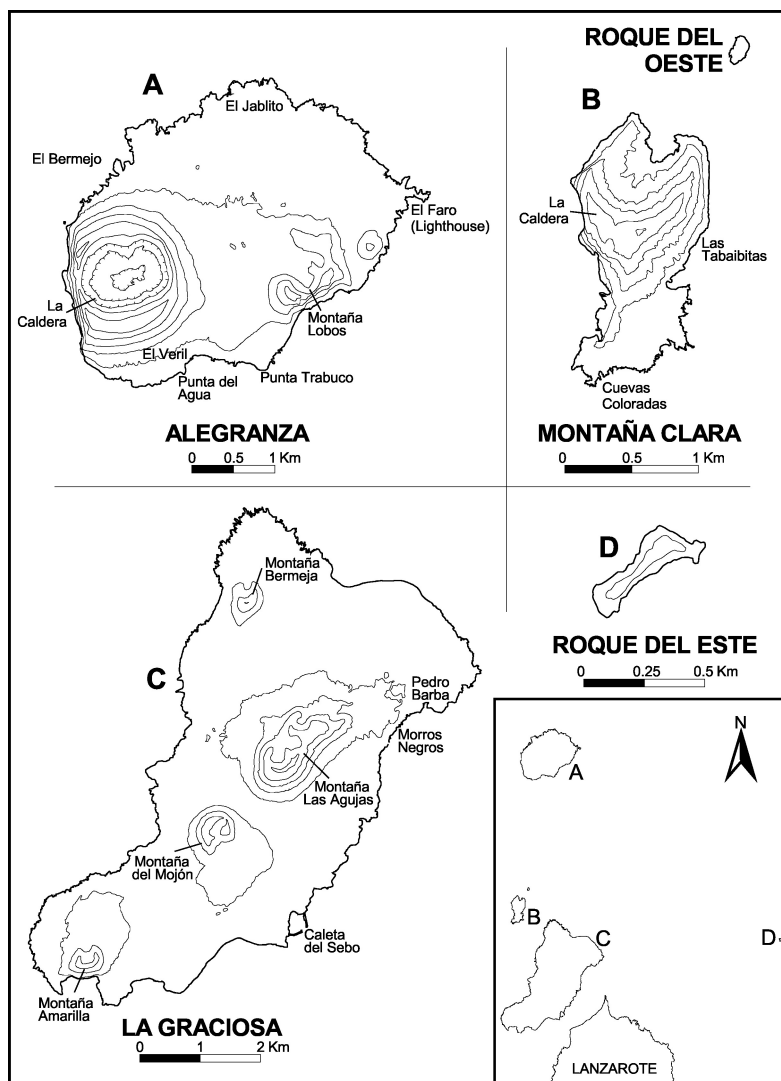 ROQUE DEL
OESTE
A
El Jablito
El Bermejo
El Faro
(Lighthouse)
La
Caldera
Montaña
Lobos
El Veril
Punta del
Agua
Punta Trabuco
ALEGRANZA
0 0.5 1 Km
B
La
Caldera
Las
Tabaibitas
Cuevas
Coloradas
MONTAÑA CLARA
0 0.5 1
C
Montaña
Bermeja
Pedro
Barba
Morros
Negros
Montaña
Las Agujas
Montaña
del Mojón
Caleta
del Sebo
Montaña
Amarilla
LA GRACIOSA
0 1 2 Km
D
ROQUE DEL ESTE
0 0.25 0.5 Km
N
A
B
C
D
LANZAROTE